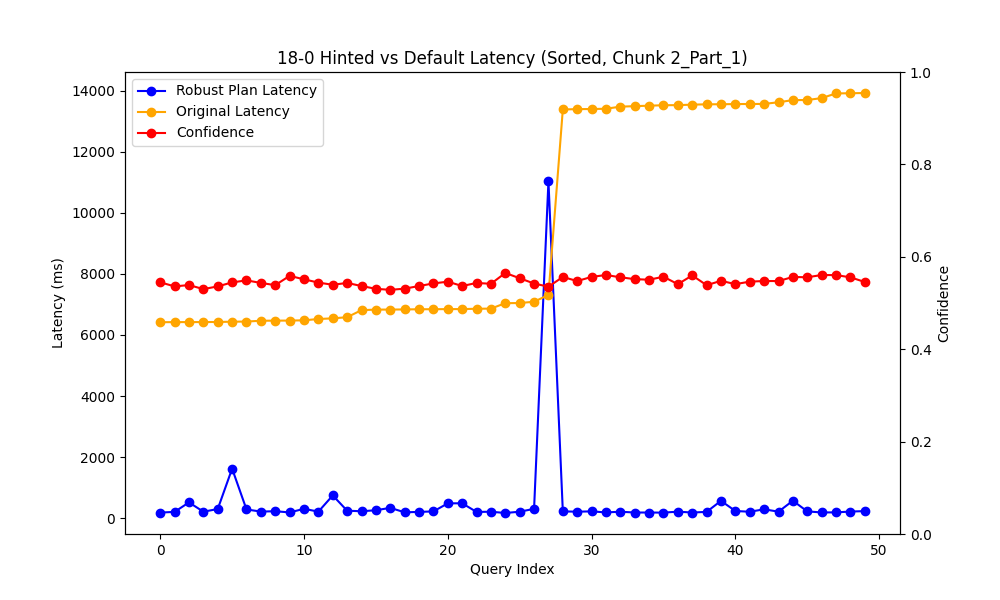 18-0 Hinted vs Default Latency (Sorted, Chunk 2_Part_1)
Robust Plan Latency
Original Latency
Confidence
14000
12000
10000
8000
6000
4000
2000
0
Latency (ms)
1.0
0.8
0.6
0.4
0.2
0.0
Confidence
0
10
20
30
40
50
Query Index